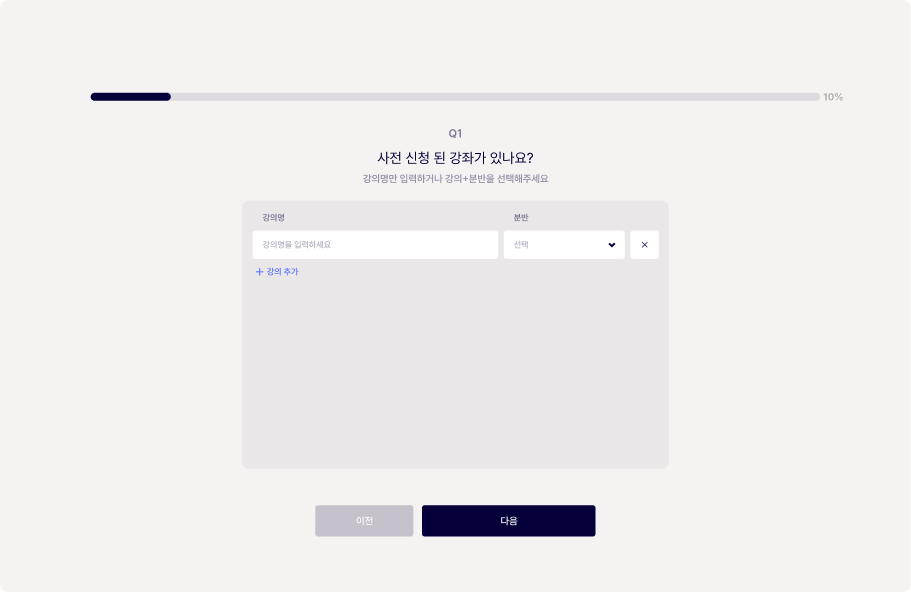 10%
Q1
사전 신청 된 강좌가 있나요?
강의명만 입력하거나 강의+분반을 선택해주세요
강의명 분반
강의명을 입력하세요 선택
+ 강의 추가
이전 다음